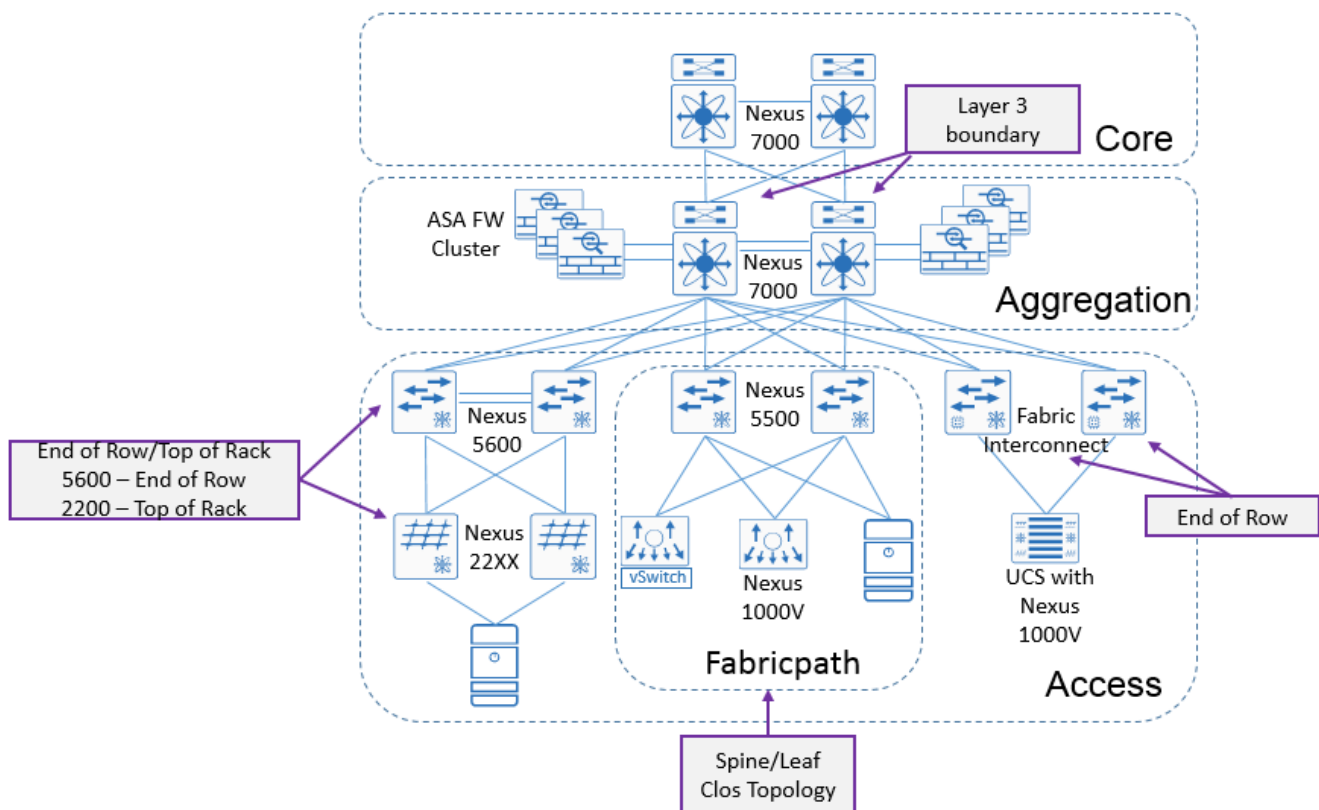 Nexus
7000
Layer 3
boundary
Core
ASA FW
Cluster
Nexus
7000
Aggregation
Nexus
5600
Nexus
5500
Fabric
Interconnect
End of Row/Top of Rack
5600 – End of Row
2200 – Top of Rack
End of Row
Nexus
22XX
vSwitch
Nexus
1000V
UCS with
Nexus
1000V
Fabricpath
Access
Spine/Leaf
Clos Topology